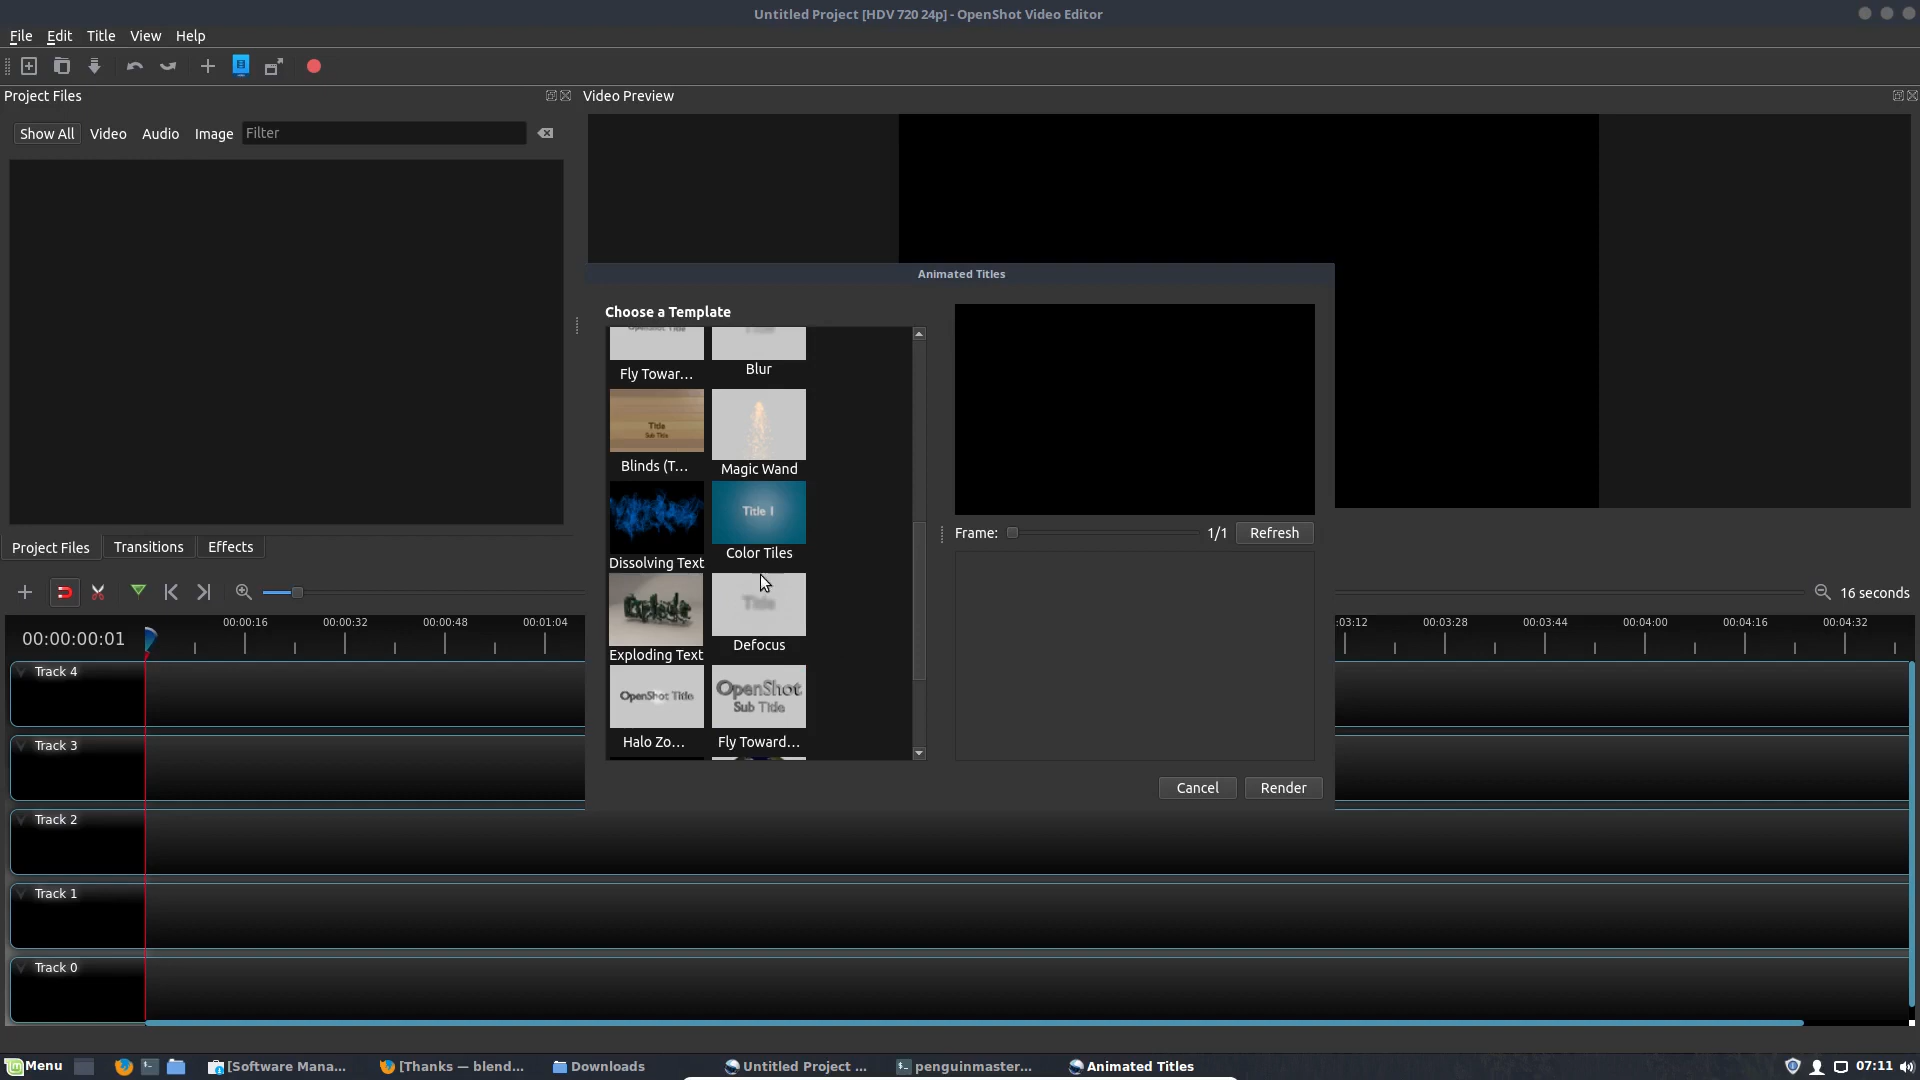 Untitled Project [HDV 720 24p] - OpenShot Video Editor
File Edit Title View Help
Project Files
Video Preview
Show All Video Audio Image Filter
Animated Titles
Choose a Template
Fly Towar...
Blur
Title
Sub Title
Blinds (T...
Magic Wand
Title 1
Dissolving Text
Color Tiles
Explode
Title
Exploding Text
Defocus
OpenShot Title
OpenShot
Sub Title
Halo Zo...
Fly Toward...
Frame: 1/1 Refresh
Cancel Render
Project Files Transitions Effects
16 seconds
00:00:00:01
00:00:16 00:00:32 00:00:48 00:01:04 :03:12 00:03:28 00:03:44 00:04:00 00:04:16 00:04:32
Track 4
Track 3
Track 2
Track 1
Track 0
Menu [Software Mana... [Thanks — blend... Downloads Untitled Project ... penguinmaster... Animated Titles 07:11